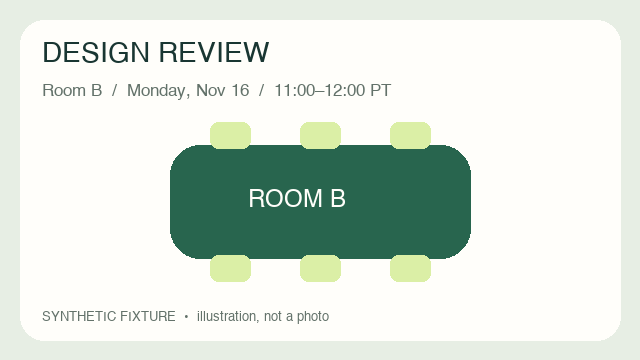 DESIGN REVIEW
Room B / Monday, Nov 16 / 11:00–12:00 PT
ROOM B
SYNTHETIC FIXTURE • illustration, not a photo